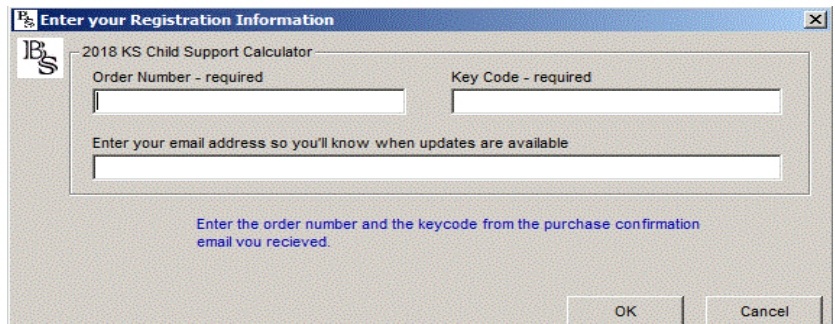 Enter your Registration Information
2018 KS Child Support Calculator
Order Number - required
Key Code - required
Enter your email address so you'll know when updates are available
Enter the order number and the keycode from the purchase confirmation
email you recieved.
OK
Cancel